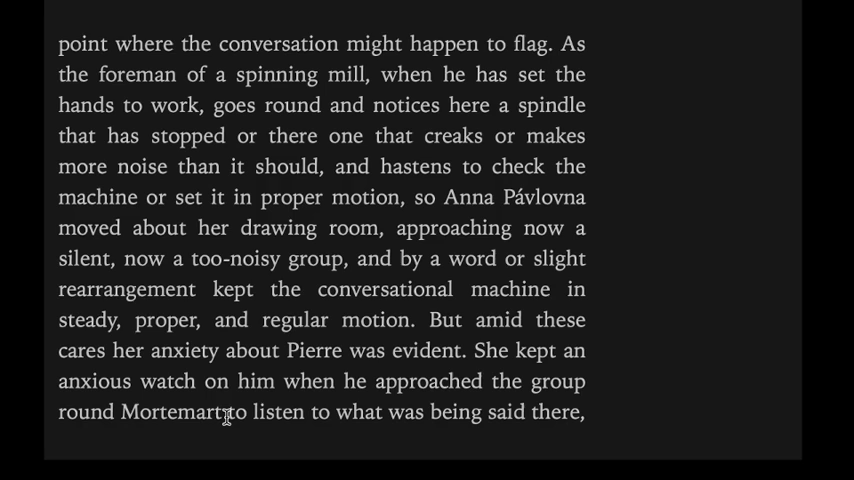 point where the conversation might happen to flag. As
the foreman of a spinning mill, when he has set the
hands to work, goes round and notices here a spindle
that has stopped or there one that creaks or makes
more noise than it should, and hastens to check the
machine or set it in proper motion, so Anna Pávlovna
moved about her drawing room, approaching now a
silent, now a too-noisy group, and by a word or slight
rearrangement kept the conversational machine in
steady, proper, and regular motion. But amid these
cares her anxiety about Pierre was evident. She kept an
anxious watch on him when he approached the group
round Mortemart to listen to what was being said there,